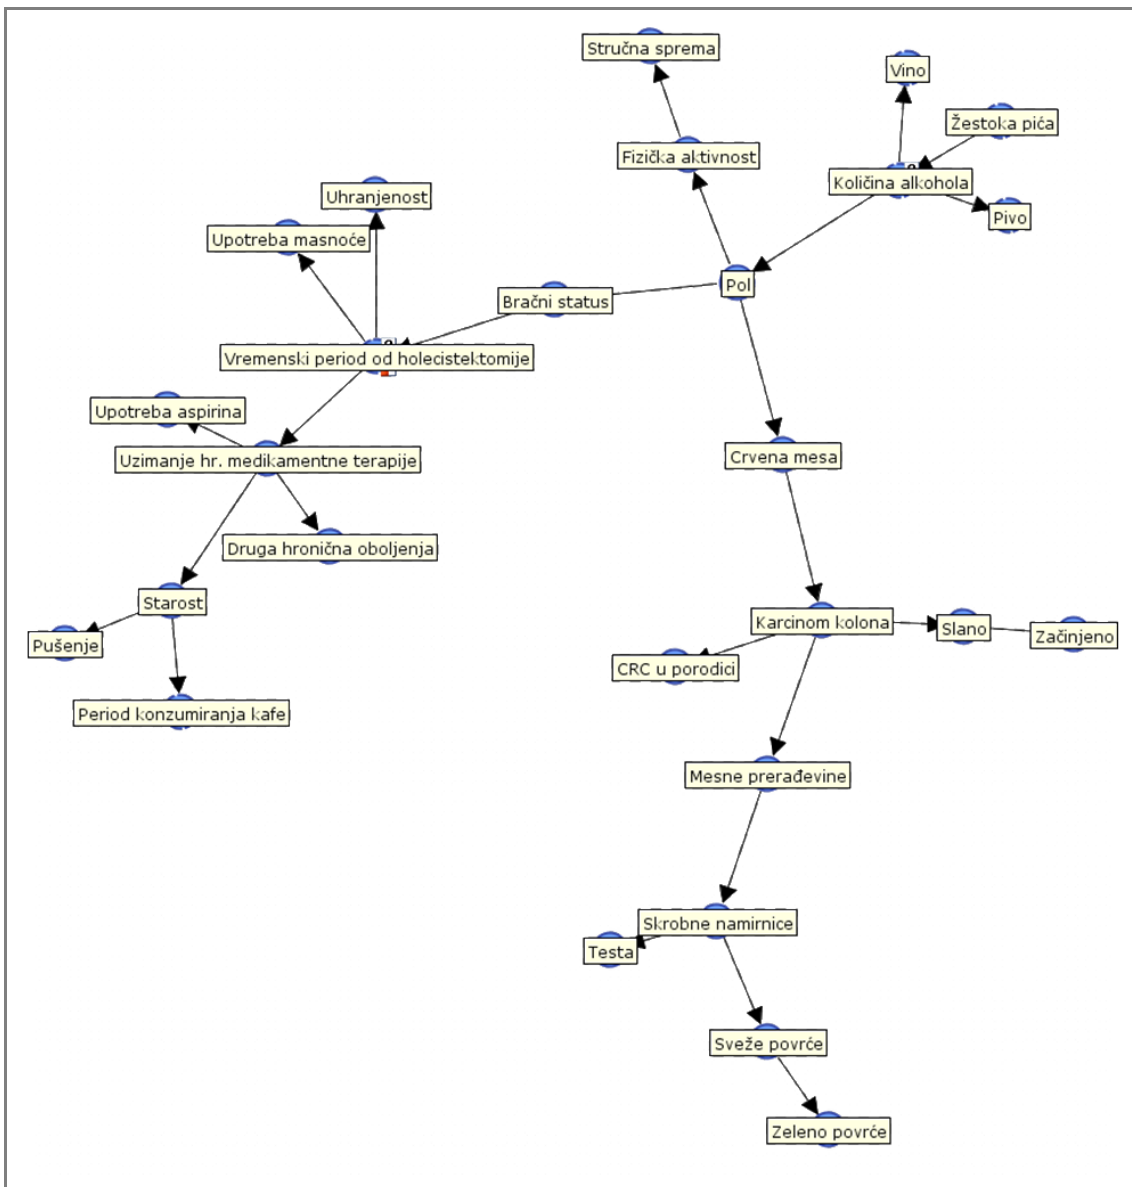 Stručna sprema
Vino
Žestoka pića
Fizička aktivnost
Količina alkohola
Uhranjenost
Pivo
Upotreba masnoće
Pol
Bračni status
Vremenski period od holecistektomije
Upotreba aspirina
Uzimanje hr. medikamentne terapije
Crvena mesa
Druga hronična oboljenja
Starost
Karcinom kolona
Slano
Začinjeno
Pušenje
CRC u porodici
Period konzumiranja kafe
Mesne prerađevine
Skrobne namirnice
Testa
Sveže povrće
Zeleno povrće